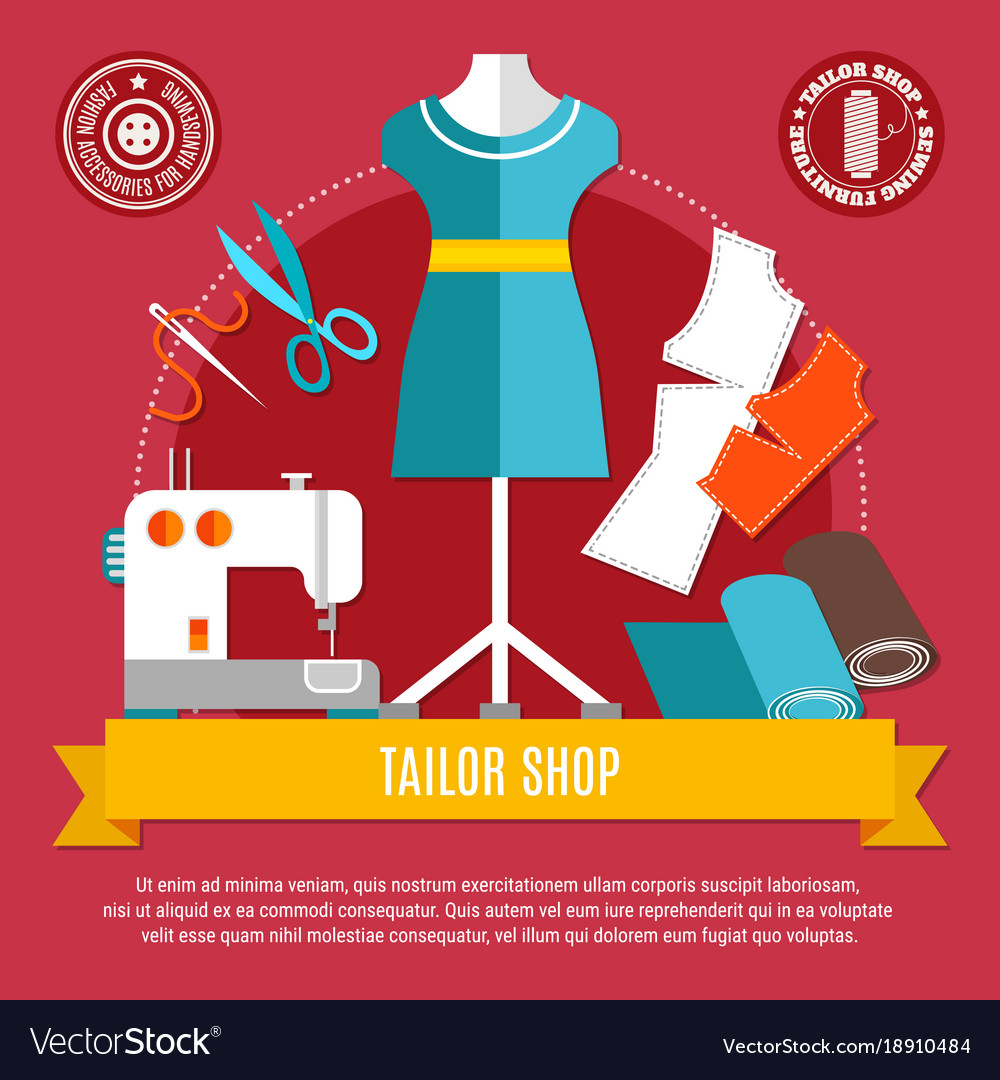 FASHION ACCESSORIES FOR HANDSEWING
TAILOR SHOP
SEWING FURNITURE
TAILOR SHOP
Ut enim ad minima veniam, quis nostrum exercitationem ullam corporis suscipit laboriosam,
nisi ut aliquid ex ea commodi consequatur. Quis autem vel eum iure reprehenderit qui in ea voluptate
velit esse quam nihil molestiae consequatur, vel illum qui dolorem eum fugiat quo voluptas.
VectorStock®
VectorStock.com/18910484